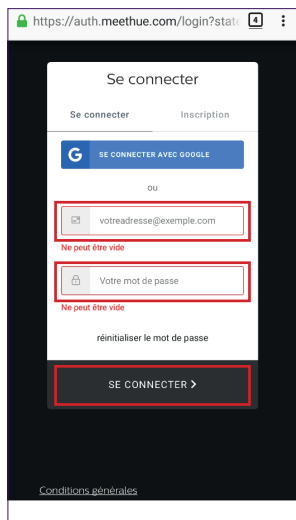 https://auth.meethue.com/login?state 4
Se connecter
Se connecter Inscription
G SE CONNECTER AVEC GOOGLE
ou
votreadresse@exemple.com
Ne peut être vide
Votre mot de passe
Ne peut être vide
réinitialiser le mot de passe
SE CONNECTER >
Conditions générales